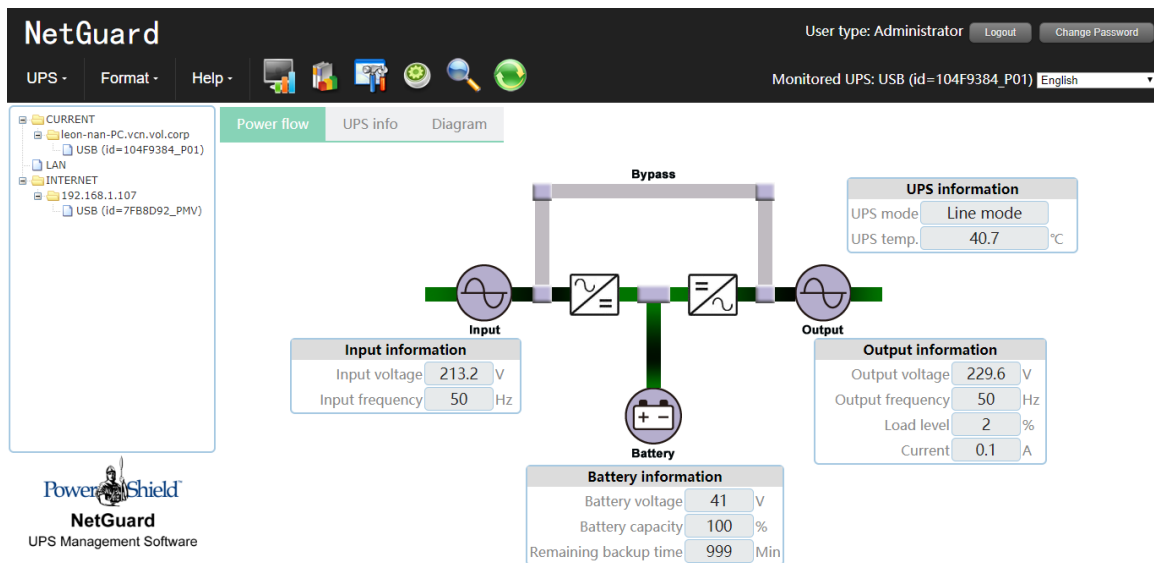 NetGuard
User type: Administrator Logout Change Password
UPS Format Help
Monitored UPS: USB (id=104F9384_P01) English
CURRENT
leon-nan-PC.vcn.vol.corp
USB (id=104F9384_P01)
LAN
INTERNET
192.168.1.107
USB (id=7FB8D92_PMV)
Power flow UPS info Diagram
Bypass
UPS information
UPS mode Line mode
UPS temp. 40.7 ℃
Input
Output
Input information
Input voltage 213.2 V
Input frequency 50 Hz
Output information
Output voltage 229.6 V
Output frequency 50 Hz
Load level 2 %
Current 0.1 A
Battery
Battery information
Battery voltage 41 V
Battery capacity 100 %
Remaining backup time 999 Min
PowerShield
NetGuard
UPS Management Software